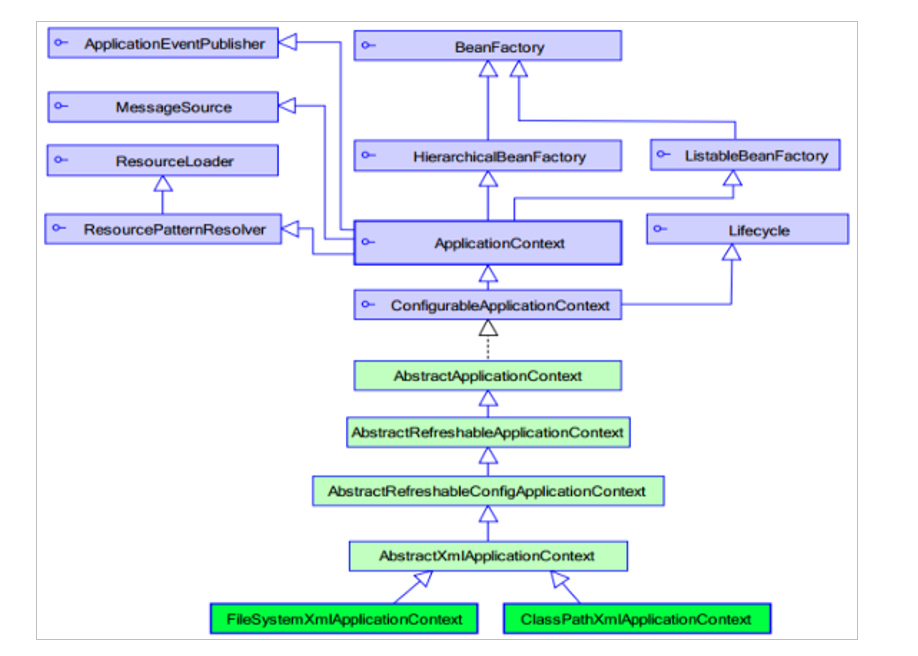 ApplicationEventPublisher
BeanFactory
MessageSource
ResourceLoader
HierarchicalBeanFactory
ListableBeanFactory
ResourcePatternResolver
ApplicationContext
Lifecycle
ConfigurableApplicationContext
AbstractApplicationContext
AbstractRefreshableApplicationContext
AbstractRefreshableConfigApplicationContext
AbstractXmlApplicationContext
FileSystemXmlApplicationContext
ClassPathXmlApplicationContext